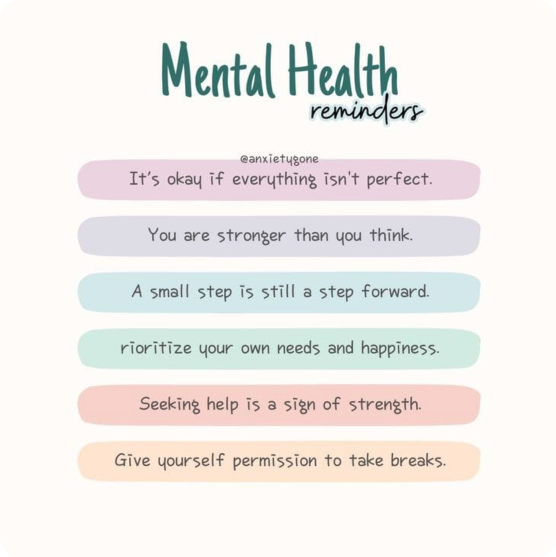 Mental Health
reminders
@anxietygone
It's okay if everything isn't perfect.
You are stronger than you think.
A small step is still a step forward.
rioritize your own needs and happiness.
Seeking help is a sign of strength.
Give yourself permission to take breaks.